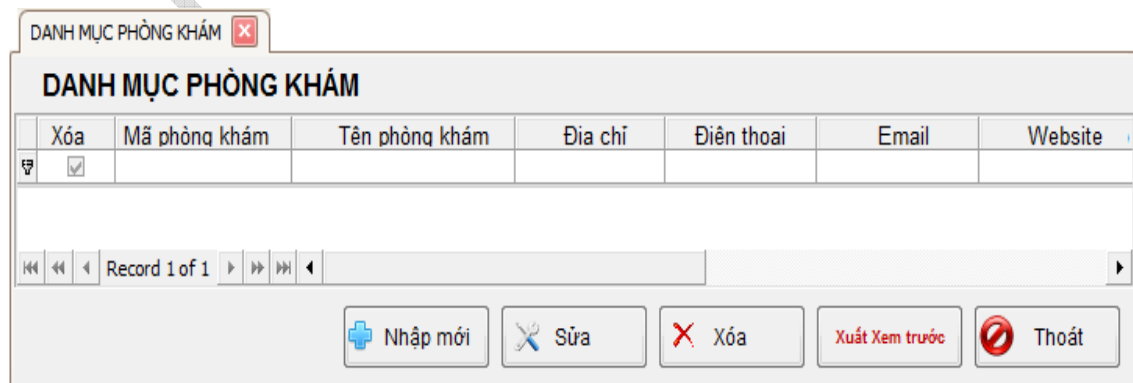 DANH MỤC PHÒNG KHÁM
DANH MỤC PHÒNG KHÁM
Xóa Mã phòng khám Tên phòng khám Địa chỉ Điện thoại Email Website
Record 1 of 1
Nhập mới Sửa Xóa Xuất Xem trước Thoát